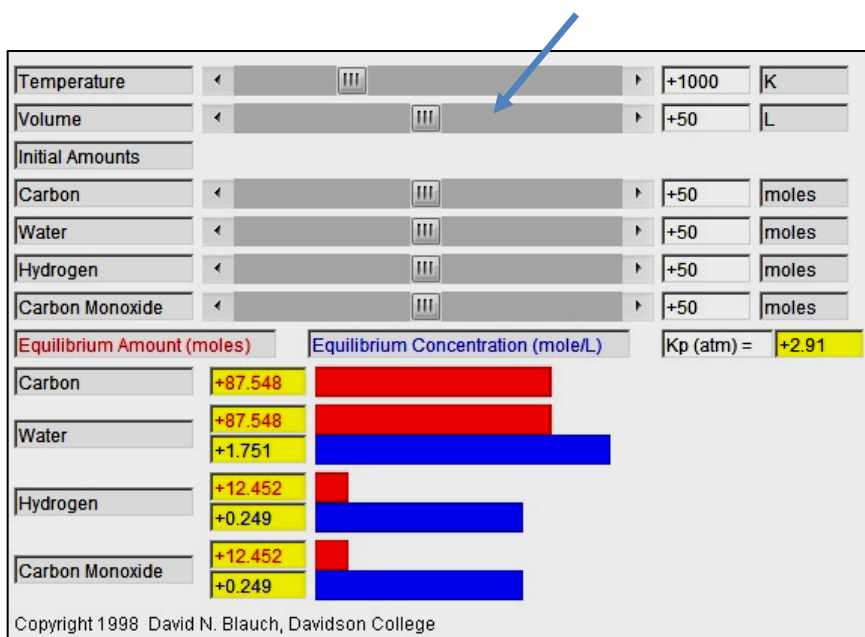 Temperature +1000 K
Volume +50 L
Initial Amounts
Carbon +50 moles
Water +50 moles
Hydrogen +50 moles
Carbon Monoxide +50 moles
Equilibrium Amount (moles) Equilibrium Concentration (mole/L) Kp (atm) = +2.91
Carbon +87.548
Water +87.548
+1.751
Hydrogen +12.452
+0.249
Carbon Monoxide +12.452
+0.249
Copyright 1998 David N. Blauch, Davidson College